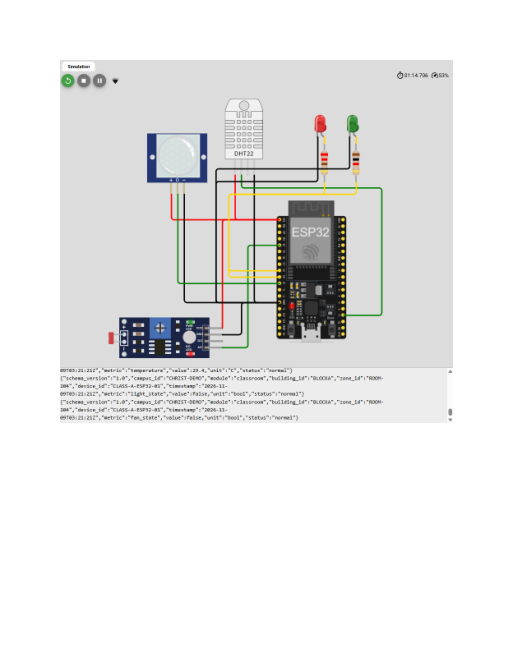 Simulation
01:14.706 53%
DHT22
ESP32
09T03:21:21Z","metric":"temperature","value":29.4,"unit":"C","status":"normal"}
{"schema_version":"1.0","campus_id":"CHRIST-DEMO","module":"classroom","building_id":"BLOCKA","zone_id":"ROOM-
204","device_id":"CLASS-A-ESP32-01","timestamp":"2026-11-
09T03:21:21Z","metric":"light_state","value":false,"unit":"bool","status":"normal"}
{"schema_version":"1.0","campus_id":"CHRIST-DEMO","module":"classroom","building_id":"BLOCKA","zone_id":"ROOM-
204","device_id":"CLASS-A-ESP32-01","timestamp":"2026-11-
09T03:21:21Z","metric":"fan_state","value":false,"unit":"bool","status":"normal"}